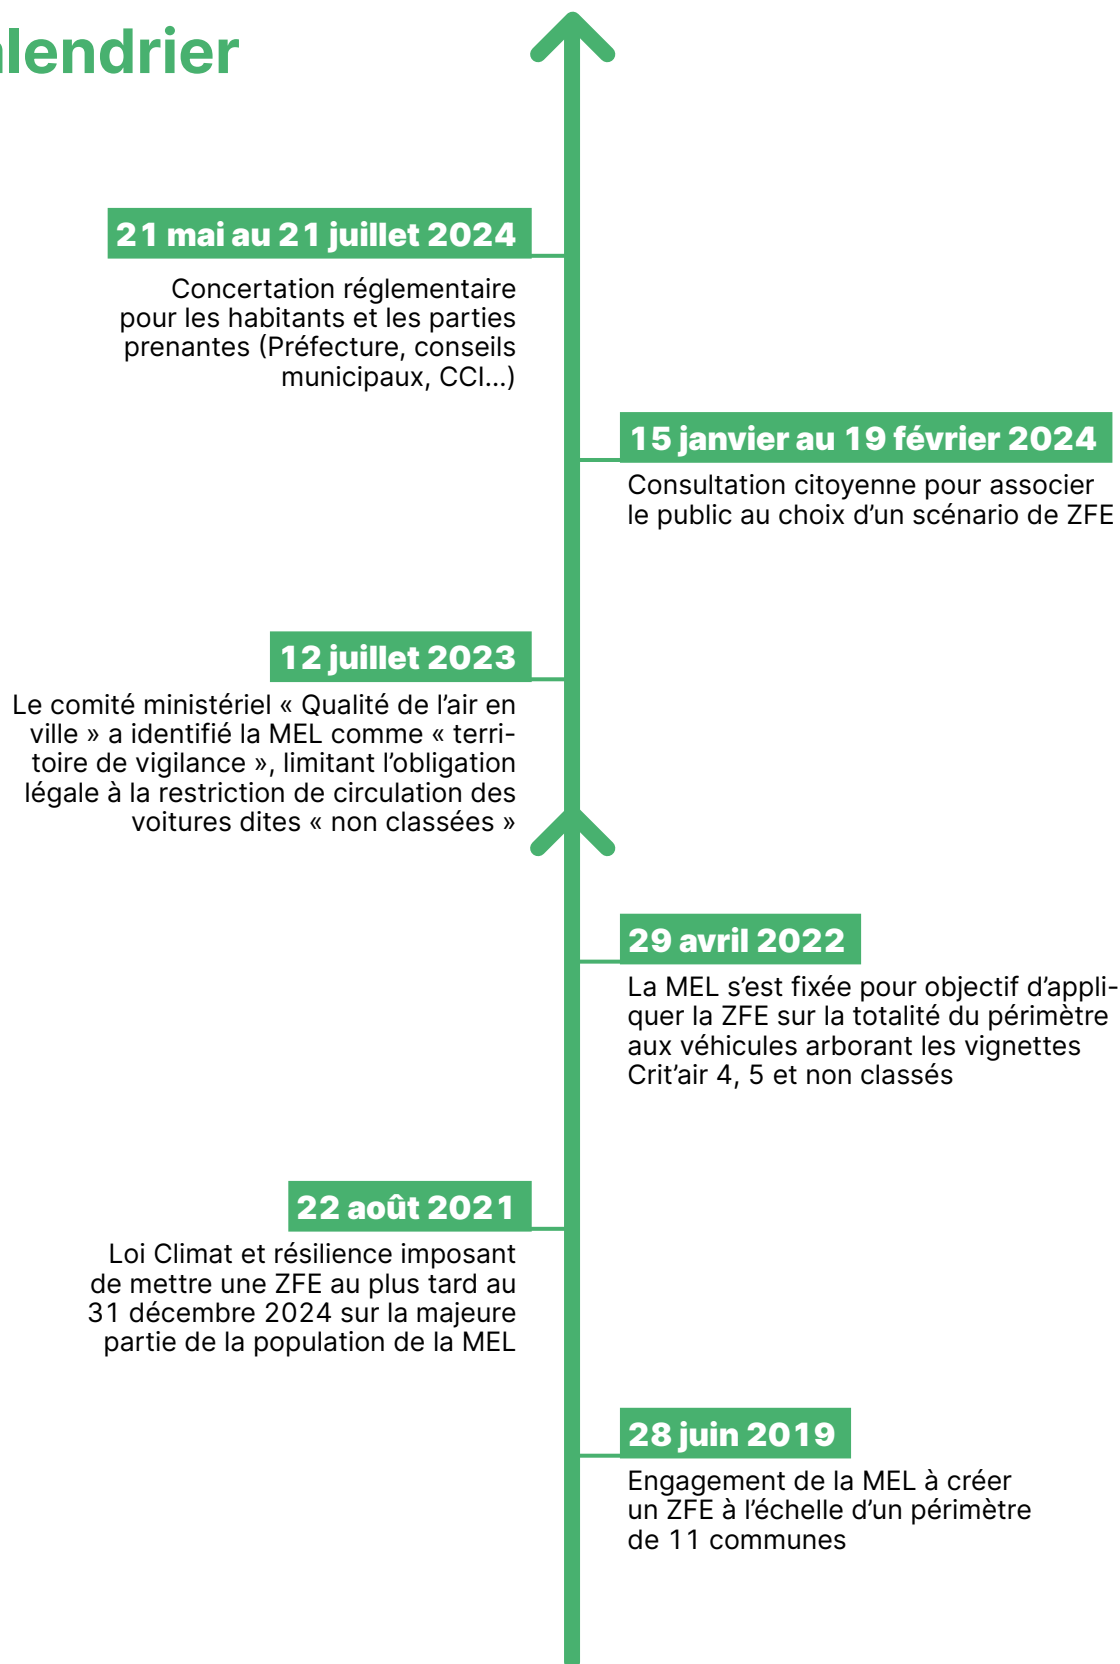 alendrier
21 mai au 21 juillet 2024
Concertation réglementaire
pour les habitants et les parties
prenantes (Préfecture, conseils
municipaux, CCI...)
15 janvier au 19 février 2024
Consultation citoyenne pour associer
le public au choix d’un scénario de ZFE
12 juillet 2023
Le comité ministériel « Qualité de l’air en
ville » a identifié la MEL comme « terri-
toire de vigilance », limitant l’obligation
légale à la restriction de circulation des
voitures dites « non classées »
29 avril 2022
La MEL s’est fixée pour objectif d’appli-
quer la ZFE sur la totalité du périmètre
aux véhicules arborant les vignettes
Crit’air 4, 5 et non classés
22 août 2021
Loi Climat et résilience imposant
de mettre une ZFE au plus tard au
31 décembre 2024 sur la majeure
partie de la population de la MEL
28 juin 2019
Engagement de la MEL à créer
un ZFE à l’échelle d’un périmètre
de 11 communes